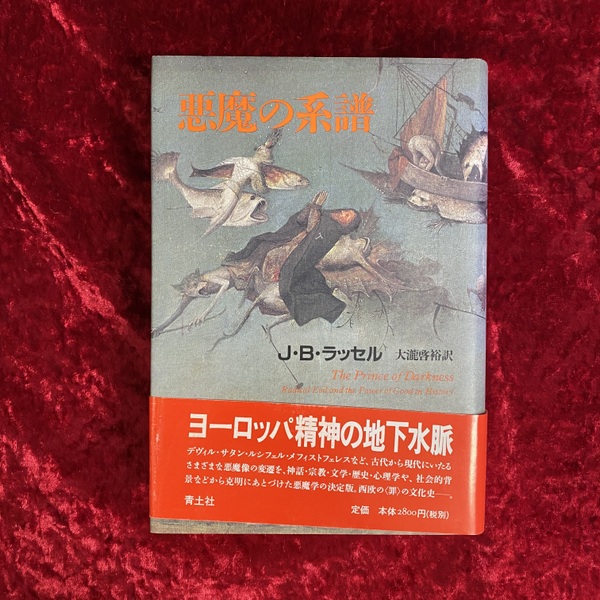 悪魔の系譜
J・B・ラッセル 大瀧啓裕訳
The Prince of Darkness
Radical Evil and the Power of Good in History
ヨーロッパ精神の地下水脈
デヴィル・サタン・ルシフェル・メフィストフェレスなど、古代から現代にいたる
さまざまな悪魔像の変遷を、神話・宗教・文学・歴史・心理学や、社会的背
景などから克明にあとづけた悪魔学の決定版。西欧の〈罪〉の文化史──。
青土社 定価 本体2800円(税別)